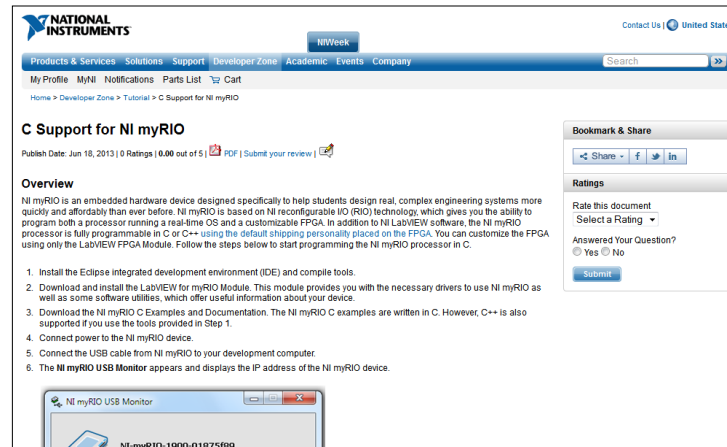 NATIONAL
INSTRUMENTS
Contact Us | United State
NIWeek
Products & Services Solutions Support Developer Zone Academic Events Company
Search
My Profile MyNI Notifications Parts List Cart
Home > Developer Zone > Tutorial > C Support for NI myRIO
C Support for NI myRIO
Publish Date: Jun 18, 2013 | 0 Ratings | 0.00 out of 5 | PDF | Submit your review |
Overview
NI myRIO is an embedded hardware device designed specifically to help students design real, complex engineering systems more
quickly and affordably than ever before. NI myRIO is based on NI reconfigurable I/O (RIO) technology, which gives you the ability to
program both a processor running a real-time OS and a customizable FPGA. In addition to NI LabVIEW software, the NI myRIO
processor is fully programmable in C or C++ using the default shipping personality placed on the FPGA. You can customize the FPGA
using only the LabVIEW FPGA Module. Follow the steps below to start programming the NI myRIO processor in C.
1. Install the Eclipse integrated development environment (IDE) and compile tools.
2. Download and install the LabVIEW for myRIO Module. This module provides you with the necessary drivers to use NI myRIO as
well as some software utilities, which offer useful information about your device.
3. Download the NI myRIO C Examples and Documentation. The NI myRIO C examples are written in C. However, C++ is also
supported if you use the tools provided in Step 1.
4. Connect power to the NI myRIO device.
5. Connect the USB cable from NI myRIO to your development computer.
6. The NI myRIO USB Monitor appears and displays the IP address of the NI myRIO device.
NI myRIO USB Monitor
NI-myRIO-1900-01875f89
Bookmark & Share
Share
Ratings
Rate this document
Select a Rating
Answered Your Question?
Yes No
Submit